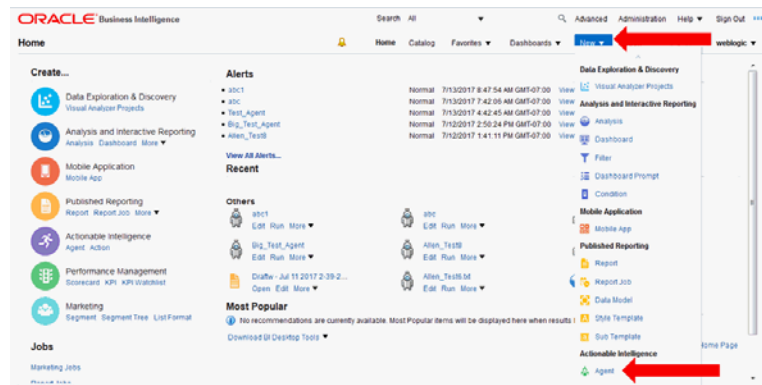 ORACLE Business Intelligence
Search All
Advanced Administration Help Sign Out
Home
Home Catalog Favorites Dashboards New weblogic
Create...
Data Exploration & Discovery
Visual Analyzer Projects
Analysis and Interactive Reporting
Analysis Dashboard More
Mobile Application
Mobile App
Published Reporting
Report Report Job More
Actionable Intelligence
Agent Action
Performance Management
Scorecard KPI KPI Watchlist
Marketing
Segment Segment Tree List Format
Jobs
Marketing Jobs
Alerts
abc1 Normal 7/13/2017 8:47:54 AM GMT-07:00 View
abc Normal 7/13/2017 7:42:06 AM GMT-07:00 View
Test_Agent Normal 7/13/2017 4:42:45 AM GMT-07:00 View
Big_Test_Agent Normal 7/12/2017 2:50:24 PM GMT-07:00 View
Allen_Test8 Normal 7/12/2017 1:41:11 PM GMT-07:00 View
View All Alerts...
Recent
Others
abc1
Edit Run More
abc
Edit Run More
Big_Test_Agent
Edit Run More
Allen_Test8
Edit Run More
Draftw - Jul 11 2017 2-39-2...
Open Edit More
Allen_Test6.txt
Edit Run More
Most Popular
No recommendations are currently available. Most Popular items will be displayed here when results
Download BI Desktop Tools
Data Exploration & Discovery
Visual Analyzer Projects
Analysis and Interactive Reporting
Analysis
Dashboard
Filter
Dashboard Prompt
Condition
Mobile Application
Mobile App
Published Reporting
Report
Report Job
Data Model
Style Template
Sub Template
Actionable Intelligence
Agent
Home Page